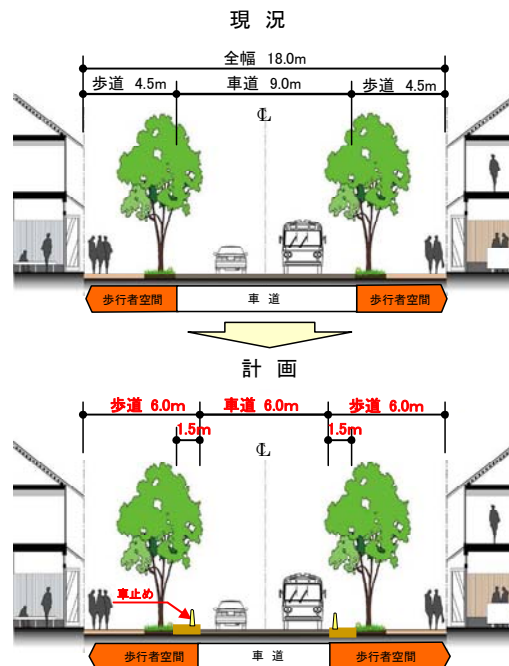 現 況
全幅 18.0m
歩道 4.5m 車道 9.0m 歩道 4.5m
℄
歩行者空間 車 道 歩行者空間
計 画
歩道 6.0m 車道 6.0m 歩道 6.0m
1.5m 1.5m
℄
車止め
歩行者空間 車 道 歩行者空間